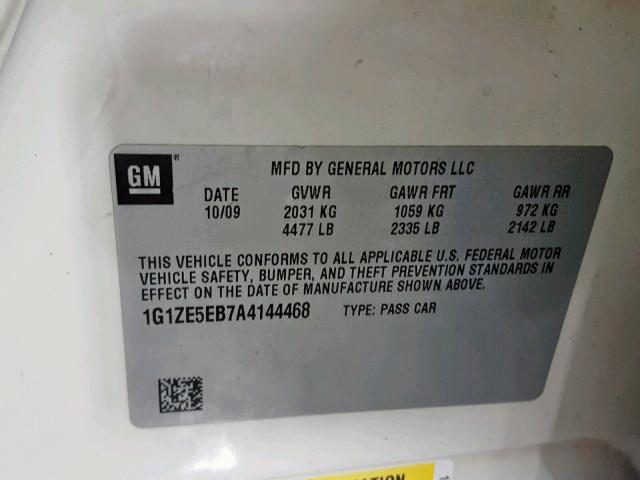 GM
MFD BY GENERAL MOTORS LLC
DATE GVWR GAWR FRT GAWR RR
10/09 2031 KG 1059 KG 972 KG
4477 LB 2335 LB 2142 LB
THIS VEHICLE CONFORMS TO ALL APPLICABLE U.S. FEDERAL MOTOR
VEHICLE SAFETY, BUMPER, AND THEFT PREVENTION STANDARDS IN
EFFECT ON THE DATE OF MANUFACTURE SHOWN ABOVE.
1G1ZE5EB7A4144468 TYPE: PASS CAR